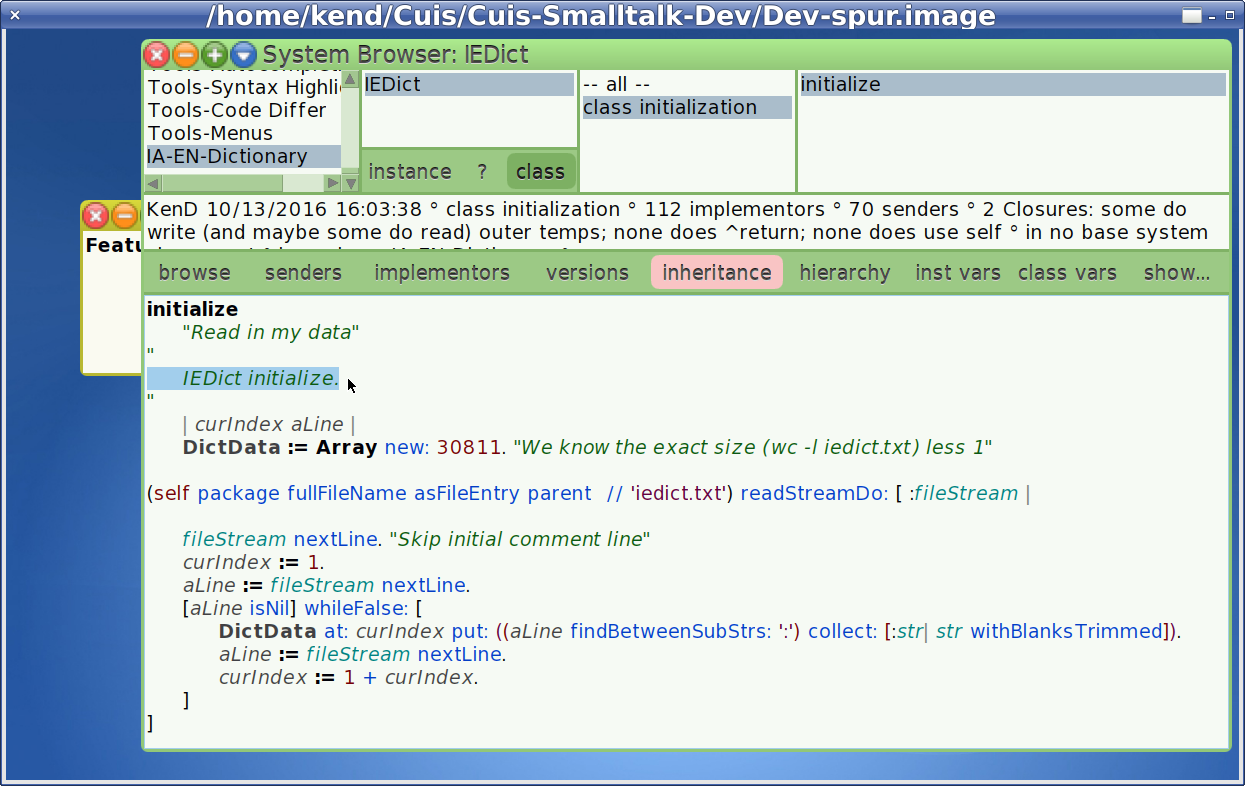 /home/kend/Cuis/Cuis-Smalltalk-Dev/Dev-spur.image
System Browser: IEDict
Tools-Syntax Highli
Tools-Code Differ
Tools-Menus
IA-EN-Dictionary
IEDict
instance ? class
-- all --
class initialization
initialize
KenD 10/13/2016 16:03:38 ° class initialization ° 112 implementors ° 70 senders ° 2 Closures: some do
write (and maybe some do read) outer temps; none does ^return; none does use self ° in no base system
Featu
browse senders implementors versions inheritance hierarchy inst vars class vars show...
initialize
"Read in my data"
"
IEDict initialize.
"
| curIndex aLine |
DictData := Array new: 30811. "We know the exact size (wc -l iedict.txt) less 1"
(self package fullFileName asFileEntry parent // 'iedict.txt') readStreamDo: [ :fileStream |
fileStream nextLine. "Skip initial comment line"
curIndex := 1.
aLine := fileStream nextLine.
[aLine isNil] whileFalse: [
DictData at: curIndex put: ((aLine findBetweenSubStrs: ':') collect: [:str| str withBlanksTrimmed]).
aLine := fileStream nextLine.
curIndex := 1 + curIndex.
]
]